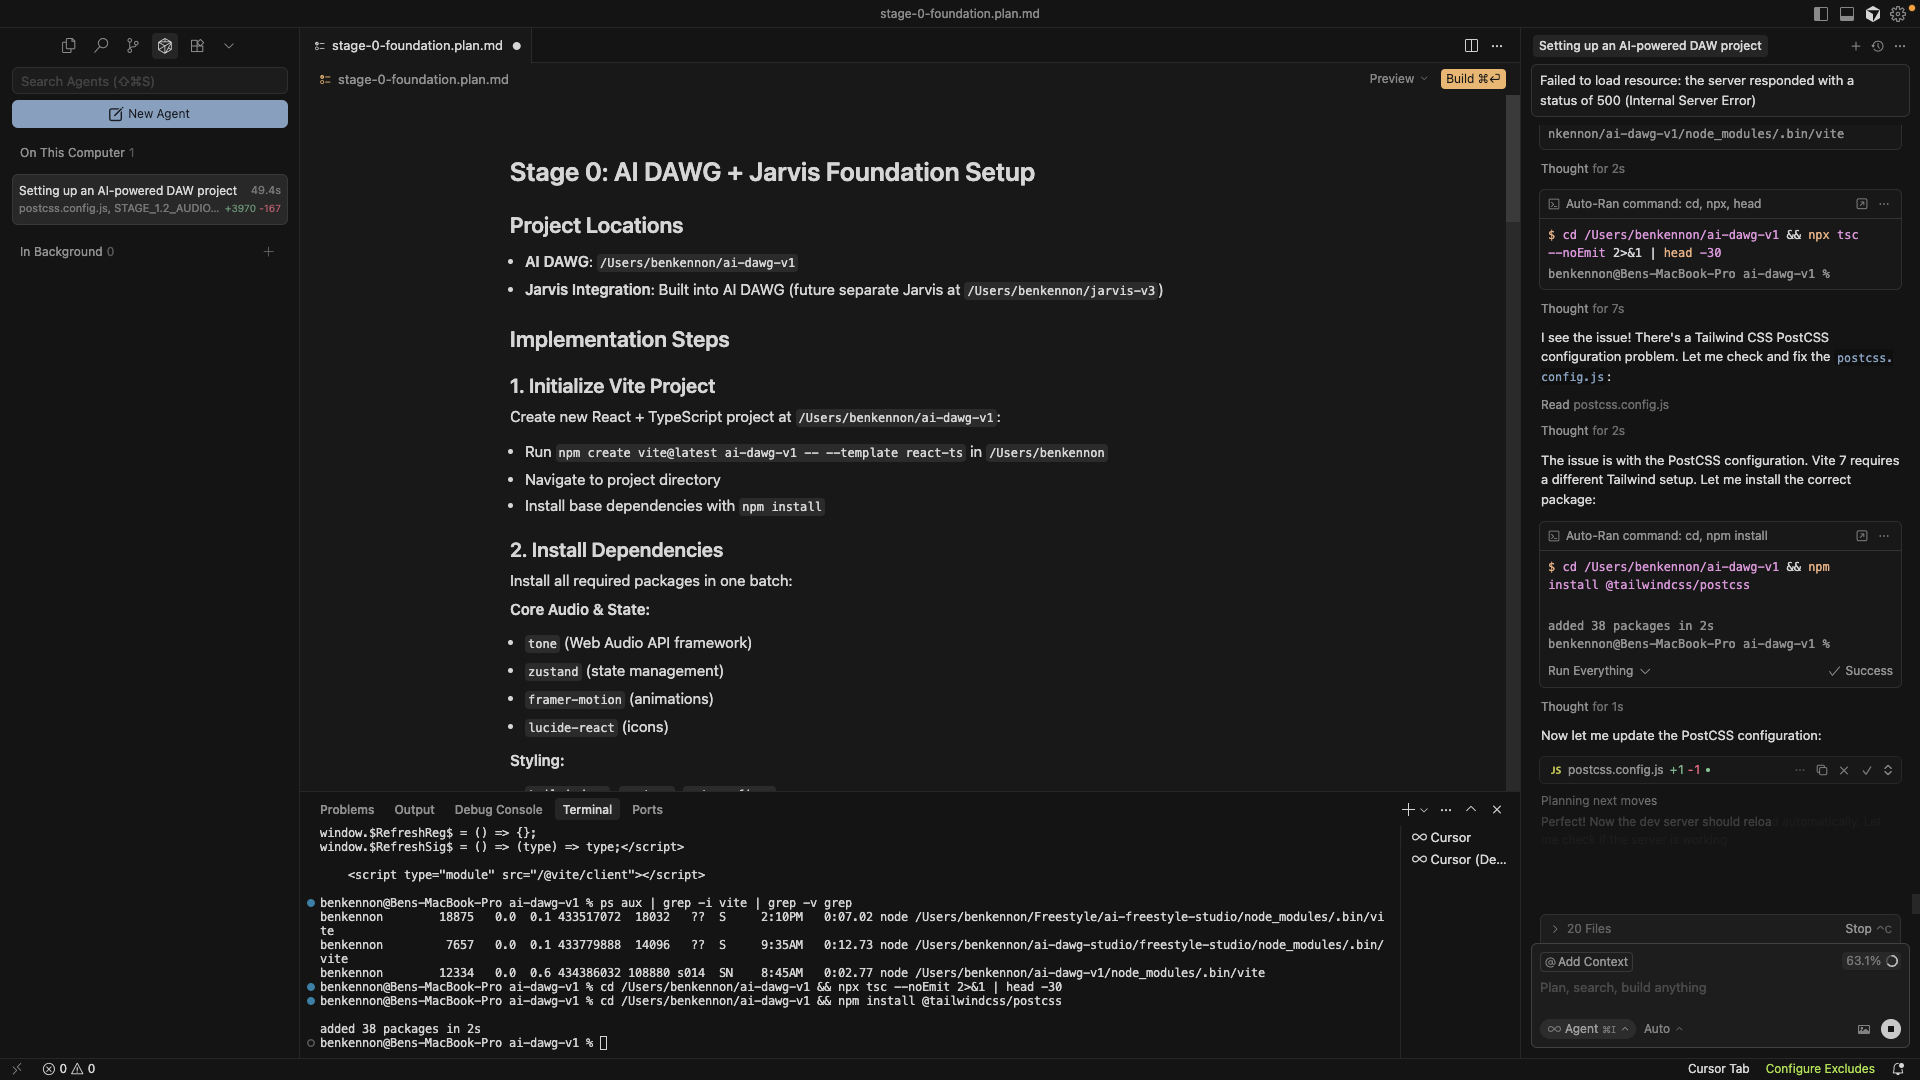 stage-0-foundation.plan.md
Search Agents (⇧⌘S)
New Agent
On This Computer 1
Setting up an AI-powered DAW project 49.4s
postcss.config.js, STAGE_1.2_AUDIO... +3970 -167
In Background 0
stage-0-foundation.plan.md
stage-0-foundation.plan.md
Preview
Build ⌘⏎
Stage 0: AI DAWG + Jarvis Foundation Setup
Project Locations
• AI DAWG: /Users/benkennon/ai-dawg-v1
• Jarvis Integration: Built into AI DAWG (future separate Jarvis at /Users/benkennon/jarvis-v3)
Implementation Steps
1. Initialize Vite Project
Create new React + TypeScript project at /Users/benkennon/ai-dawg-v1:
• Run npm create vite@latest ai-dawg-v1 -- --template react-ts in /Users/benkennon
• Navigate to project directory
• Install base dependencies with npm install
2. Install Dependencies
Install all required packages in one batch:
Core Audio & State:
• tone (Web Audio API framework)
• zustand (state management)
• framer-motion (animations)
• lucide-react (icons)
Styling:
Problems Output Debug Console Terminal Ports
window.$RefreshReg$ = () => {};
window.$RefreshSig$ = () => (type) => type;</script>
<script type="module" src="/@vite/client"></script>
benkennon@Bens-MacBook-Pro ai-dawg-v1 % ps aux | grep -i vite | grep -v grep
benkennon 18875 0.0 0.1 433517072 18032 ?? S 2:10PM 0:07.02 node /Users/benkennon/Freestyle/ai-freestyle-studio/node_modules/.bin/vi
te
benkennon 7657 0.0 0.1 433779888 14096 ?? S 9:35AM 0:12.73 node /Users/benkennon/ai-dawg-studio/freestyle-studio/node_modules/.bin/
vite
benkennon 12334 0.0 0.6 434386032 108880 s014 SN 8:45AM 0:02.77 node /Users/benkennon/ai-dawg-v1/node_modules/.bin/vite
benkennon@Bens-MacBook-Pro ai-dawg-v1 % cd /Users/benkennon/ai-dawg-v1 && npx tsc --noEmit 2>&1 | head -30
benkennon@Bens-MacBook-Pro ai-dawg-v1 % cd /Users/benkennon/ai-dawg-v1 && npm install @tailwindcss/postcss
added 38 packages in 2s
benkennon@Bens-MacBook-Pro ai-dawg-v1 %
Cursor
Cursor (De...
Setting up an AI-powered DAW project
Failed to load resource: the server responded with a
status of 500 (Internal Server Error)
nkennon/ai-dawg-v1/node_modules/.bin/vite
Thought for 2s
Auto-Ran command: cd, npx, head
$ cd /Users/benkennon/ai-dawg-v1 && npx tsc
--noEmit 2>&1 | head -30
benkennon@Bens-MacBook-Pro ai-dawg-v1 %
Thought for 7s
I see the issue! There's a Tailwind CSS PostCSS
configuration problem. Let me check and fix the postcss.
config.js:
Read postcss.config.js
Thought for 2s
The issue is with the PostCSS configuration. Vite 7 requires
a different Tailwind setup. Let me install the correct
package:
Auto-Ran command: cd, npm install
$ cd /Users/benkennon/ai-dawg-v1 && npm
install @tailwindcss/postcss
added 38 packages in 2s
benkennon@Bens-MacBook-Pro ai-dawg-v1 %
Run Everything
Success
Thought for 1s
Now let me update the PostCSS configuration:
JS postcss.config.js +1 -1
Planning next moves
Perfect! Now the dev server should reload automatically. Let
me check if the server is working
20 Files
Stop ^C
@ Add Context
63.1%
Plan, search, build anything
Agent ⌘I
Auto
0 0
Cursor Tab
Configure Excludes